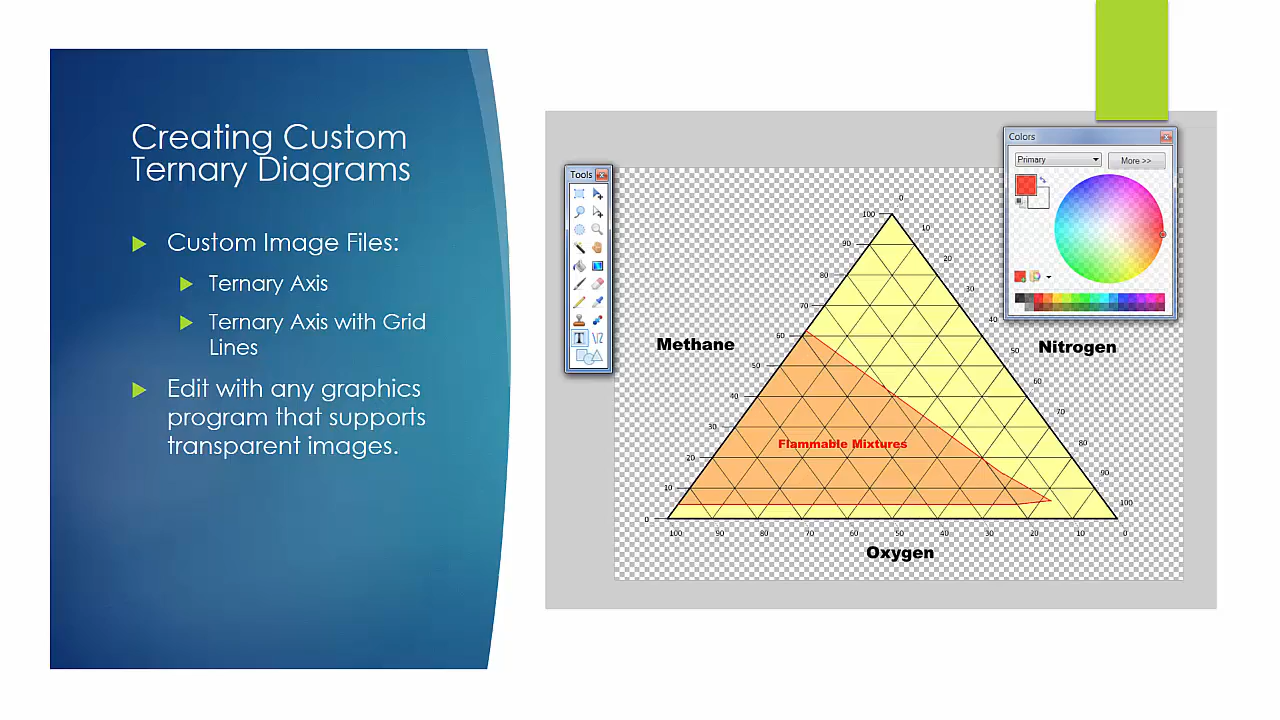 Creating Custom
Ternary Diagrams
Custom Image Files:
Ternary Axis
Ternary Axis with Grid
Lines
Edit with any graphics
program that supports
transparent images.
Tools
Colors
Primary
More >>
Methane
Nitrogen
Oxygen
Flammable Mixtures
100
90
80
70
60
50
40
30
20
10
0
0
10
20
30
40
50
60
70
80
90
100
100
90
80
70
60
50
40
30
20
10
0